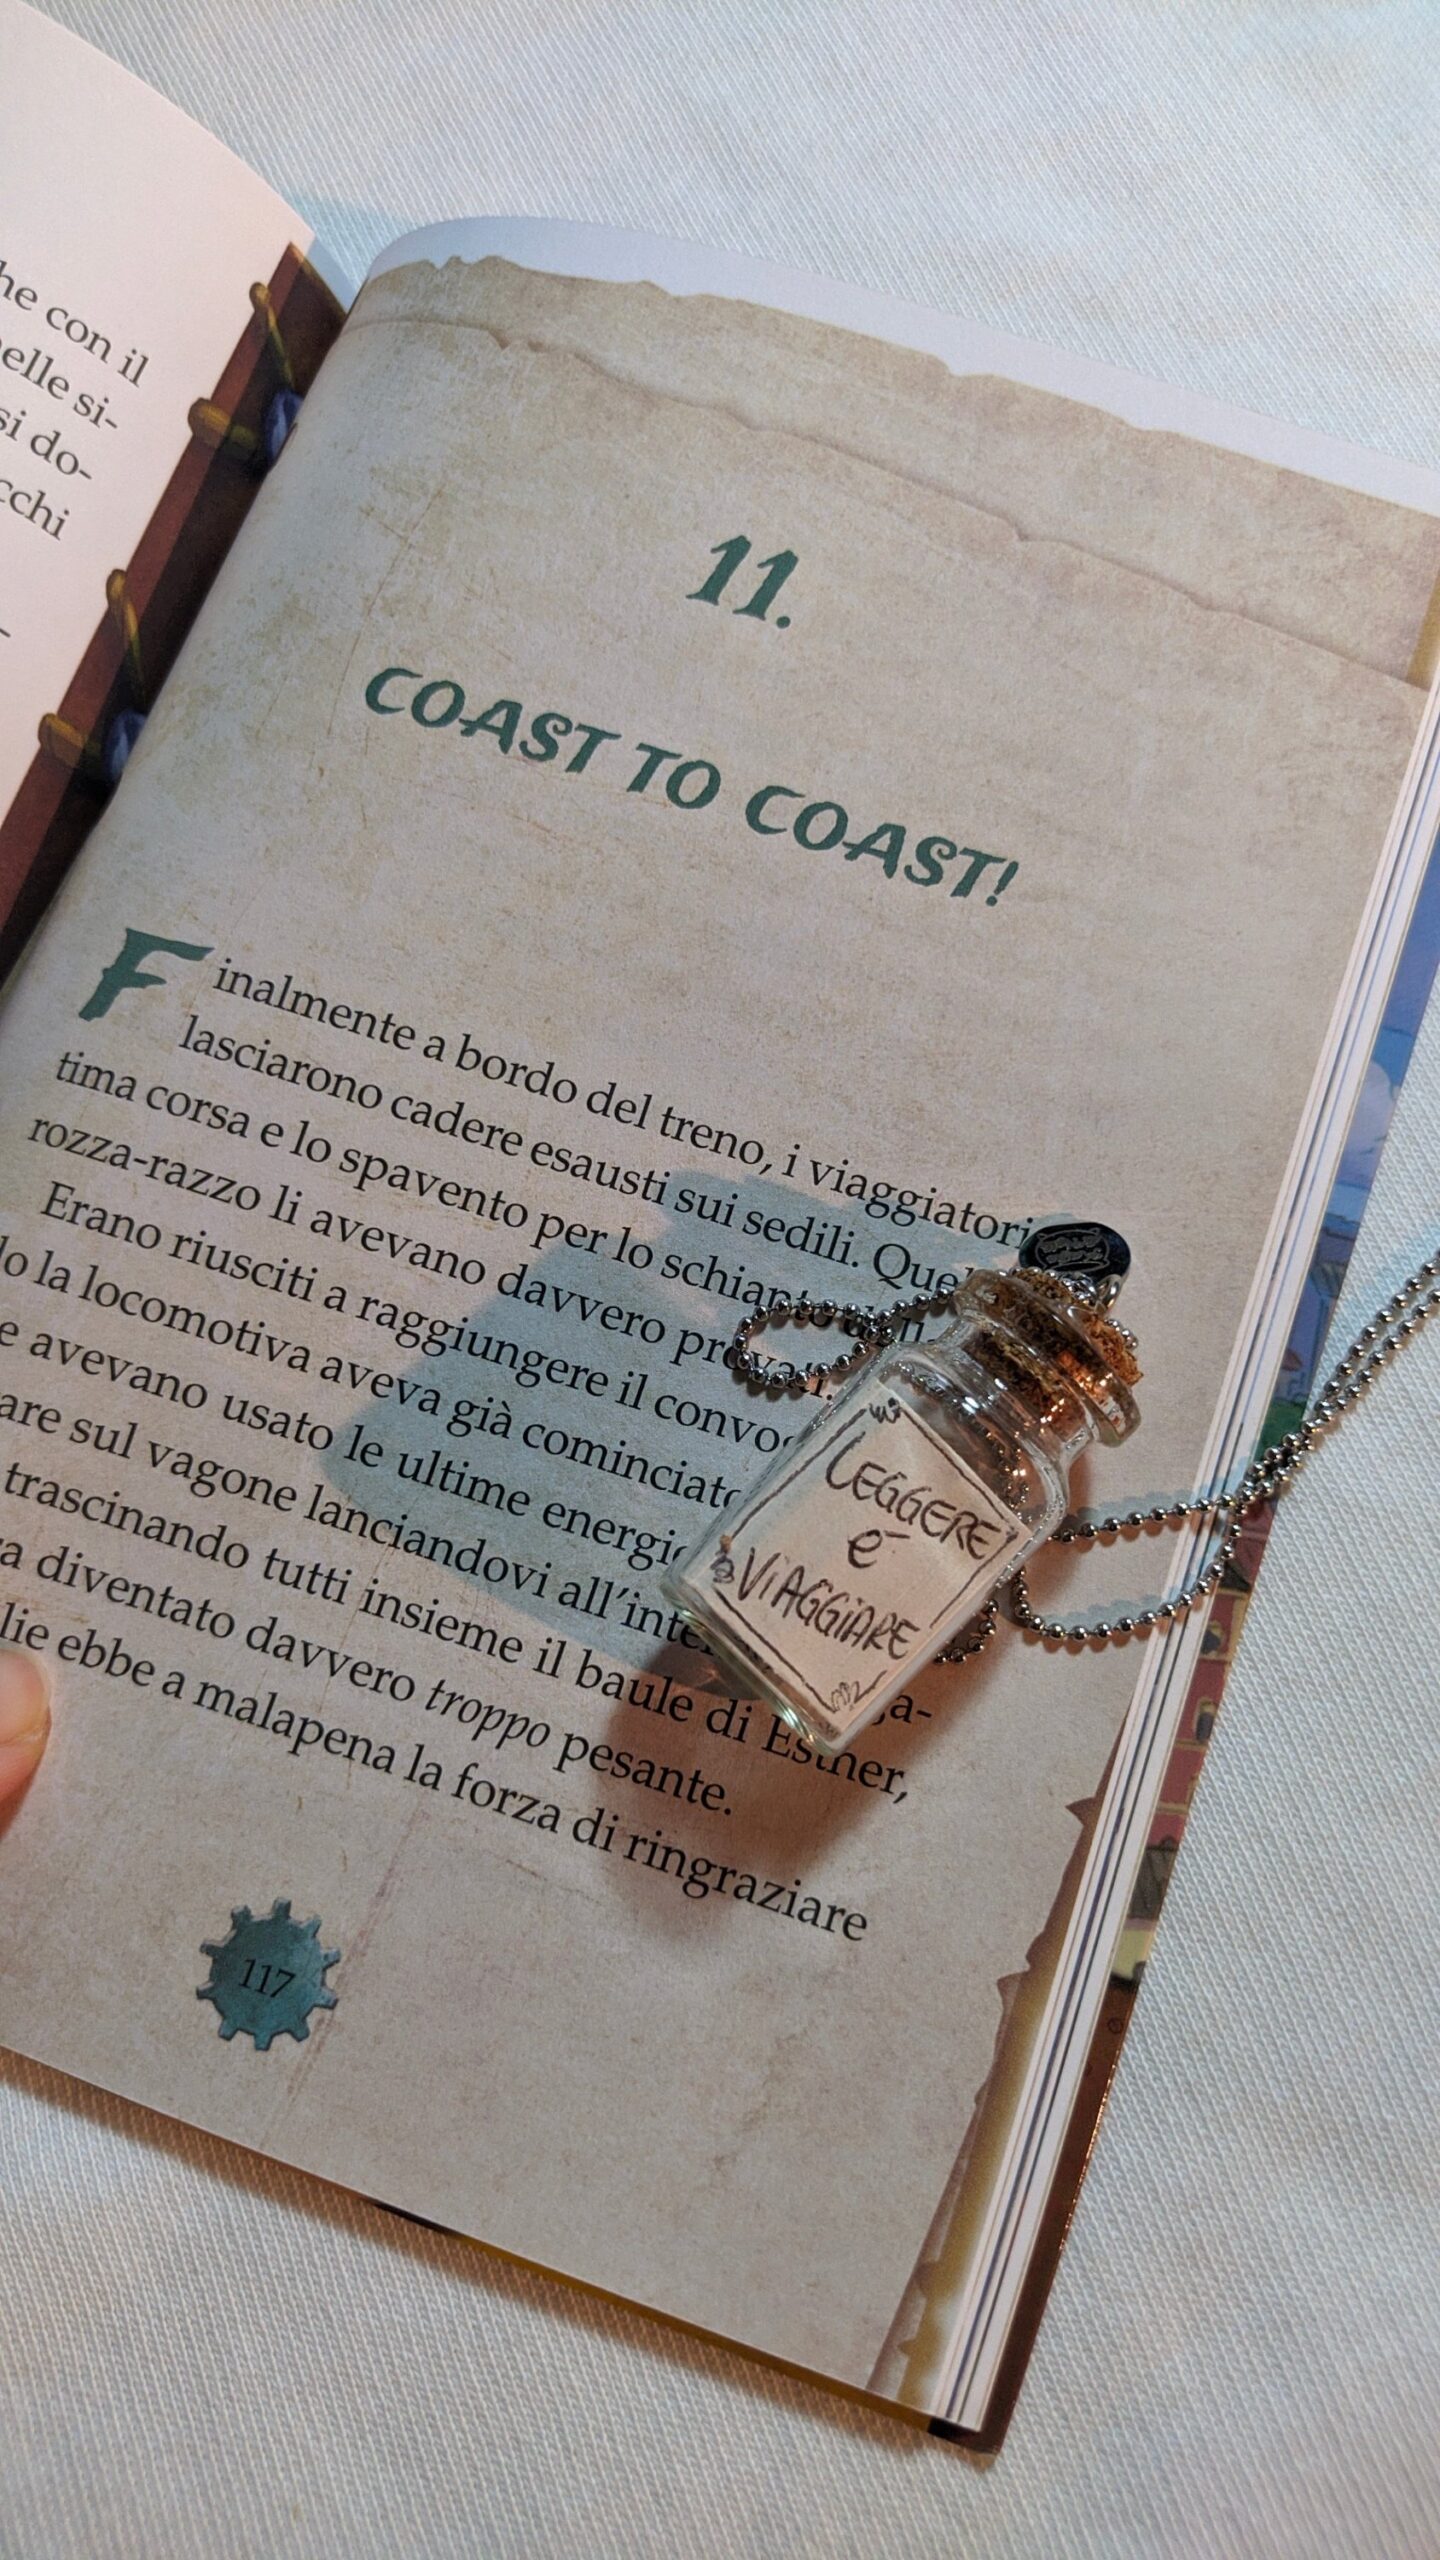 he con il
elle si-
si do-
cchi
11.
COAST TO COAST!
Finalmente a bordo del treno, i viaggiatori
lasciarono cadere esausti sui sedili. Quel
tima corsa e lo spavento per lo schianto dell
rozza-razzo li avevano davvero provati.
Erano riusciti a raggiungere il convo
do la locomotiva aveva già cominciato
e avevano usato le ultime energie
are sul vagone lanciandovi all'inter
trascinando tutti insieme il baule di Esther,
a diventato davvero troppo pesante.
lie ebbe a malapena la forza di ringraziare
117
LEGGERE
è
VIAGGIARE
ga-